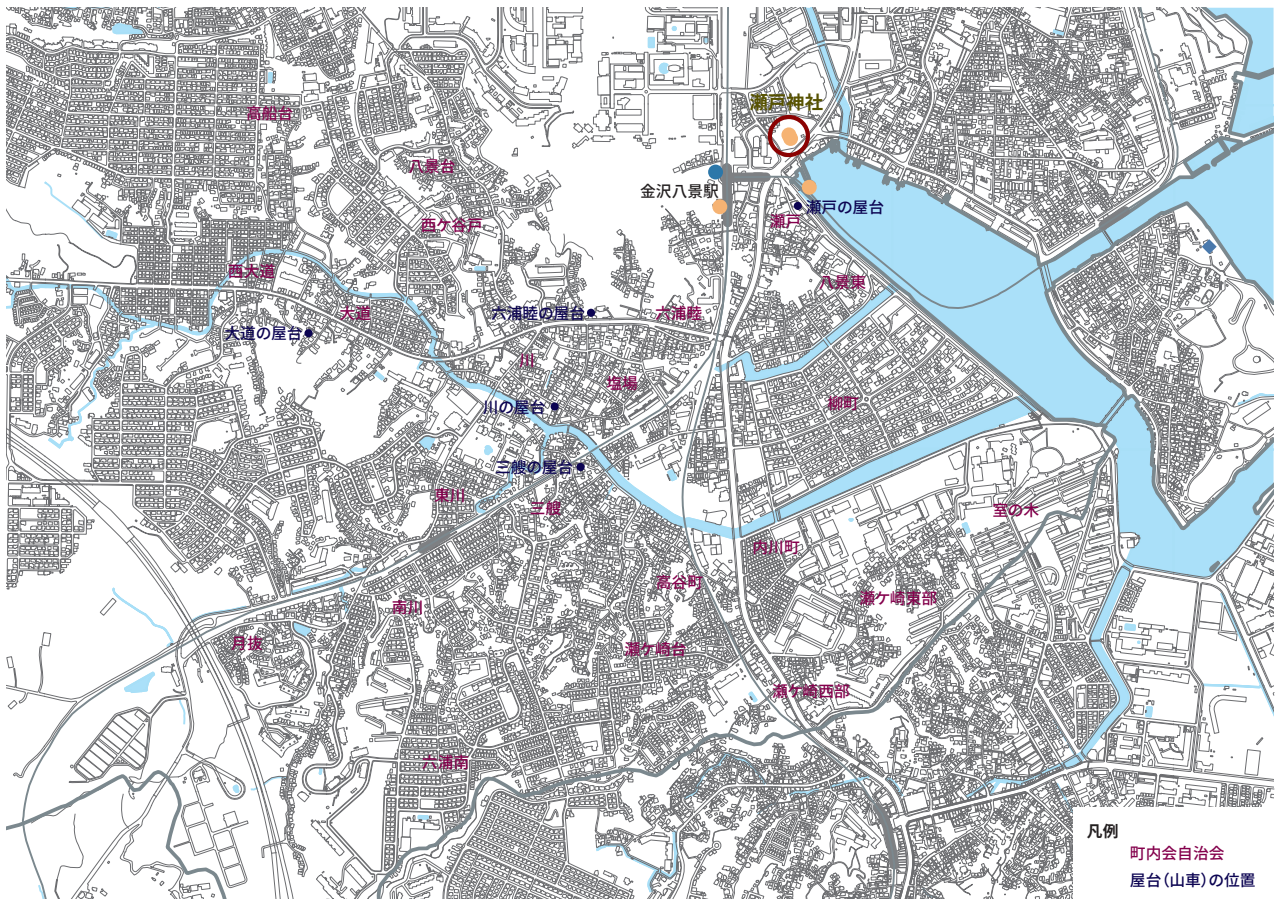 瀬戸神社
高船台
八景台
金沢八景駅
瀬戸の屋台
瀬戸
西ケ谷戸
西大道
八景東
大道
六浦睦の屋台
六浦睦
大道の屋台
川
塩場
川の屋台
柳町
三艘の屋台
東川
三艘
室の木
内川町
高谷町
瀬ケ崎東部
南川
月抜
瀬ケ崎台
瀬ケ崎西部
六浦南
凡例
町内会自治会
屋台(山車)の位置